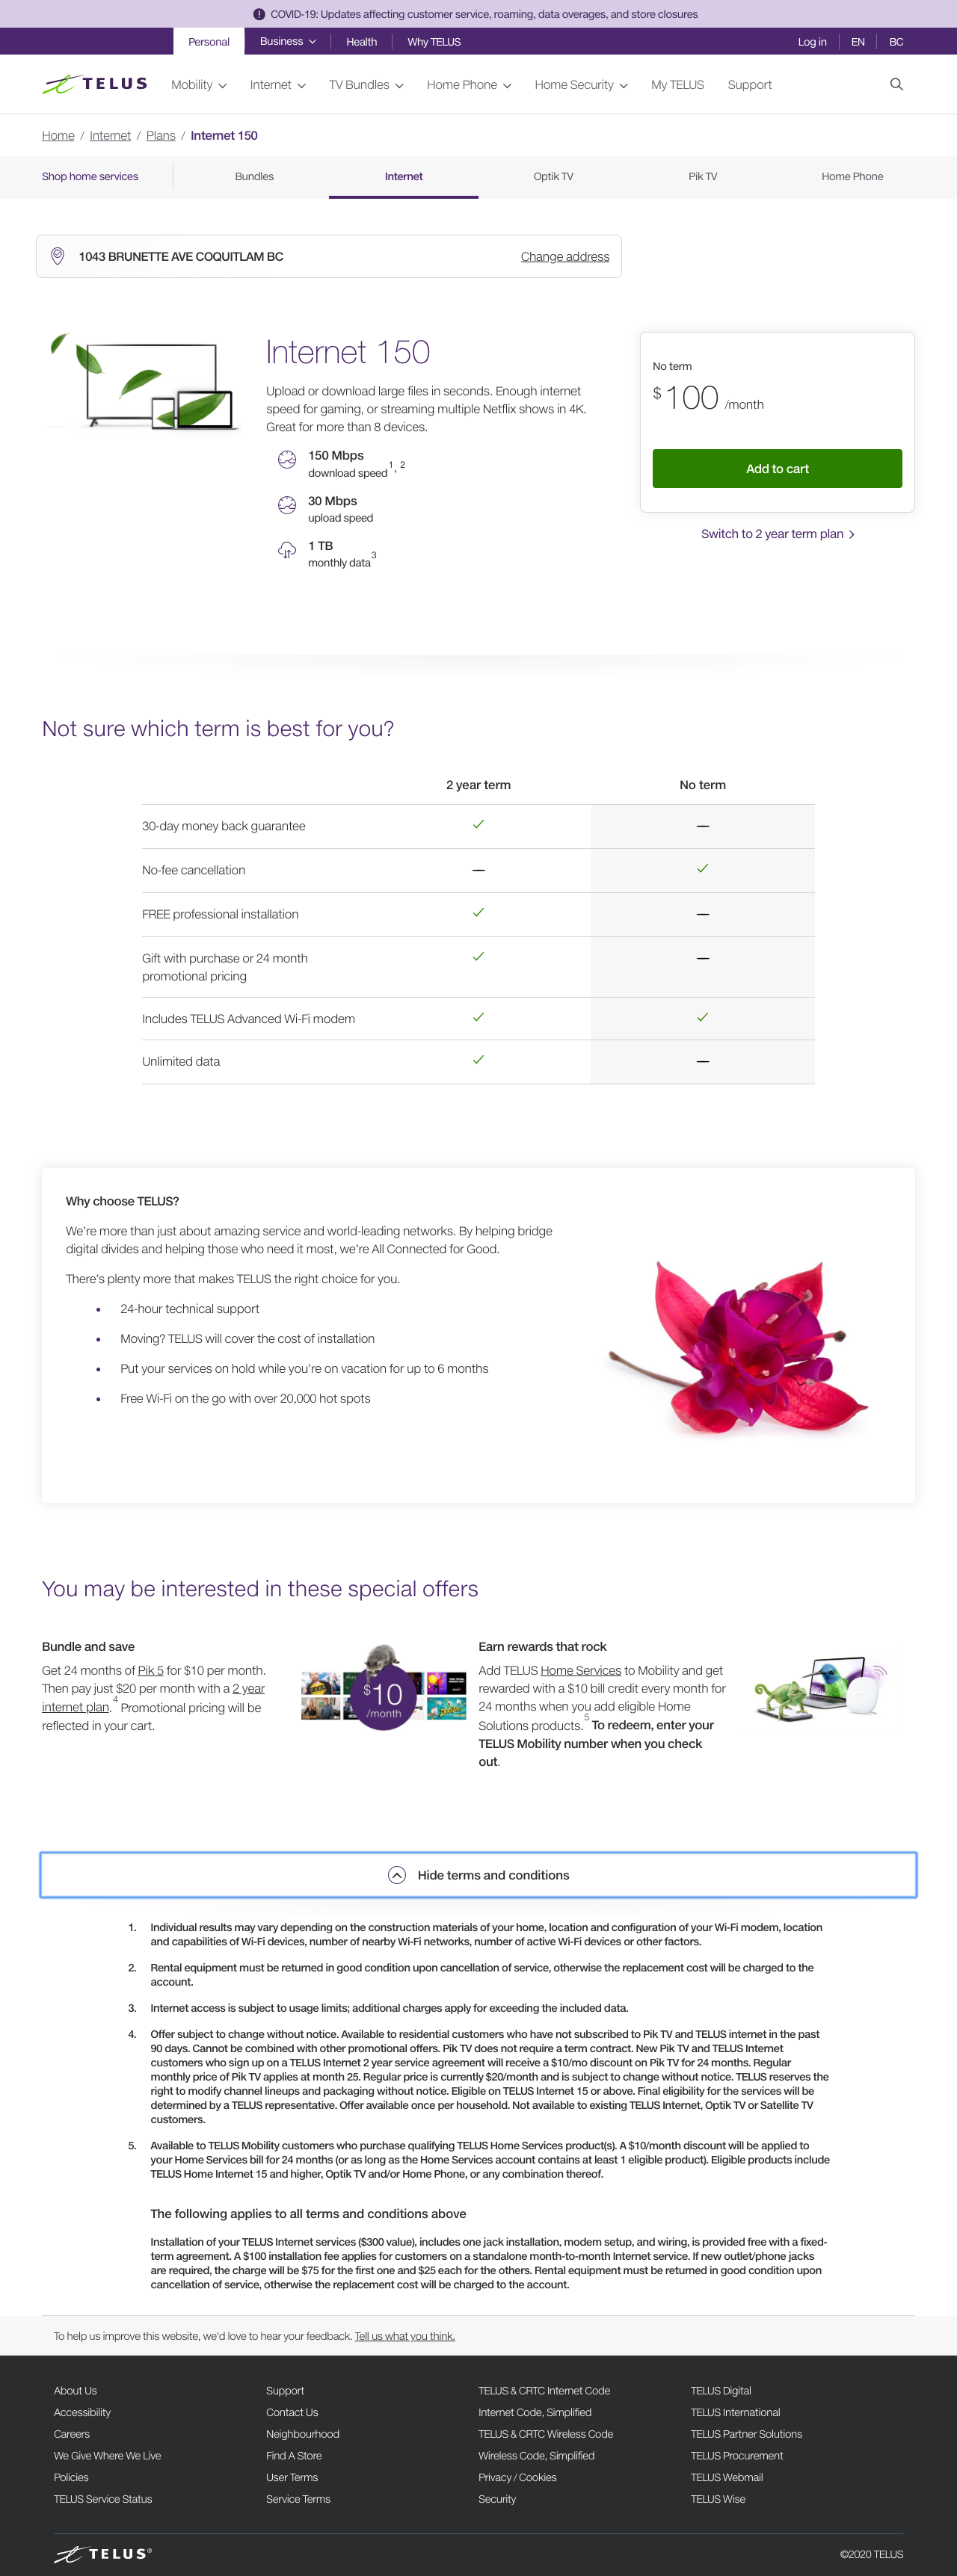 COVID-19: Updates affecting customer service, roaming, data overages, and store closures
Personal Business Health Why TELUS Log in EN BC
TELUS Mobility Internet TV Bundles Home Phone Home Security My TELUS Support
Home / Internet / Plans / Internet 150
Shop home services Bundles Internet Optik TV Pik TV Home Phone
1043 BRUNETTE AVE COQUITLAM BC Change address
Internet 150
Upload or download large files in seconds. Enough internet
speed for gaming, or streaming multiple Netflix shows in 4K.
Great for more than 8 devices.
150 Mbps
download speed1, 2
30 Mbps
upload speed
1 TB
monthly data3
No term
$100 /month
Add to cart
Switch to 2 year term plan
Not sure which term is best for you?
2 year term No term
30-day money back guarantee
No-fee cancellation
FREE professional installation
Gift with purchase or 24 month
promotional pricing
Includes TELUS Advanced Wi-Fi modem
Unlimited data
Why choose TELUS?
We're more than just about amazing service and world-leading networks. By helping bridge
digital divides and helping those who need it most, we're All Connected for Good.
There's plenty more that makes TELUS the right choice for you.
• 24-hour technical support
• Moving? TELUS will cover the cost of installation
• Put your services on hold while you're on vacation for up to 6 months
• Free Wi-Fi on the go with over 20,000 hot spots
You may be interested in these special offers
Bundle and save
Get 24 months of Pik 5 for $10 per month.
Then pay just $20 per month with a 2 year
internet plan.4 Promotional pricing will be
reflected in your cart.
$10
/month
Earn rewards that rock
Add TELUS Home Services to Mobility and get
rewarded with a $10 bill credit every month for
24 months when you add eligible Home
Solutions products.5 To redeem, enter your
TELUS Mobility number when you check
out.
Hide terms and conditions
1. Individual results may vary depending on the construction materials of your home, location and configuration of your Wi-Fi modem, location
and capabilities of Wi-Fi devices, number of nearby Wi-Fi networks, number of active Wi-Fi devices or other factors.
2. Rental equipment must be returned in good condition upon cancellation of service, otherwise the replacement cost will be charged to the
account.
3. Internet access is subject to usage limits; additional charges apply for exceeding the included data.
4. Offer subject to change without notice. Available to residential customers who have not subscribed to Pik TV and TELUS internet in the past
90 days. Cannot be combined with other promotional offers. Pik TV does not require a term contract. New Pik TV and TELUS Internet
customers who sign up on a TELUS Internet 2 year service agreement will receive a $10/mo discount on Pik TV for 24 months. Regular
monthly price of Pik TV applies at month 25. Regular price is currently $20/month and is subject to change without notice. TELUS reserves the
right to modify channel lineups and packaging without notice. Eligible on TELUS Internet 15 or above. Final eligibility for the services will be
determined by a TELUS representative. Offer available once per household. Not available to existing TELUS Internet, Optik TV or Satellite TV
customers.
5. Available to TELUS Mobility customers who purchase qualifying TELUS Home Services product(s). A $10/month discount will be applied to
your Home Services bill for 24 months (or as long as the Home Services account contains at least 1 eligible product). Eligible products include
TELUS Home Internet 15 and higher, Optik TV and/or Home Phone, or any combination thereof.
The following applies to all terms and conditions above
Installation of your TELUS Internet services ($300 value), includes one jack installation, modem setup, and wiring, is provided free with a fixed-
term agreement. A $100 installation fee applies for customers on a standalone month-to-month Internet service. If new outlet/phone jacks
are required, the charge will be $75 for the first one and $25 each for the others. Rental equipment must be returned in good condition upon
cancellation of service, otherwise the replacement cost will be charged to the account.
To help us improve this website, we'd love to hear your feedback. Tell us what you think.
About Us Support TELUS & CRTC Internet Code TELUS Digital
Accessibility Contact Us Internet Code, Simplified TELUS International
Careers Neighbourhood TELUS & CRTC Wireless Code TELUS Partner Solutions
We Give Where We Live Find A Store Wireless Code, Simplified TELUS Procurement
Policies User Terms Privacy / Cookies TELUS Webmail
TELUS Service Status Service Terms Security TELUS Wise
TELUS® ©2020 TELUS